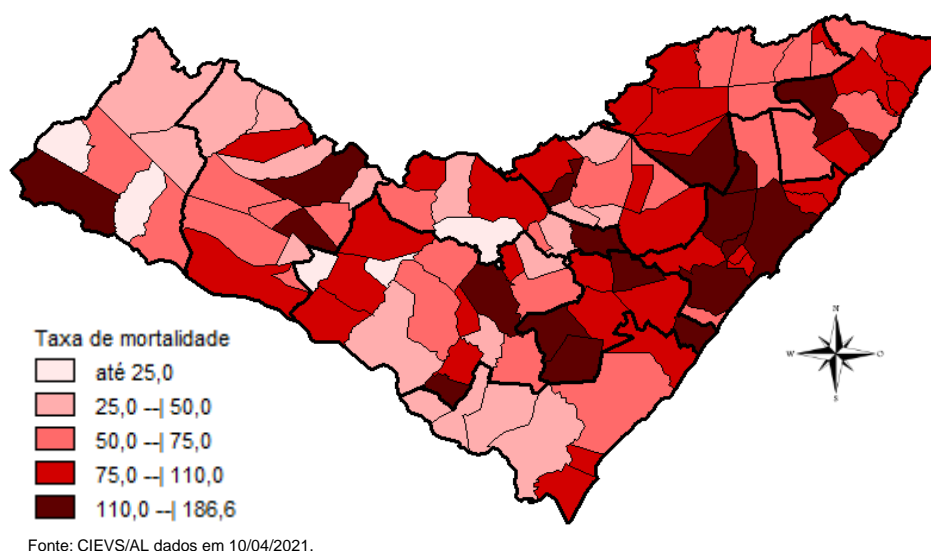 N
W
O
S
Taxa de mortalidade
até 25,0
25,0 --| 50,0
50,0 --| 75,0
75,0 --| 110,0
110,0 --| 186,6
Fonte: CIEVS/AL dados em 10/04/2021.